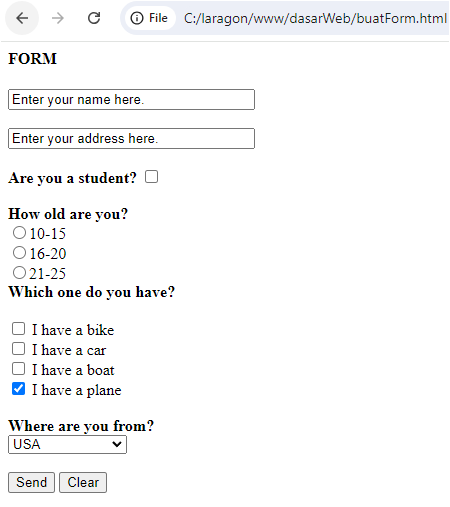 File C:/laragon/www/dasarWeb/buatForm.html
FORM
Enter your name here.
Enter your address here.
Are you a student?
How old are you?
10-15
16-20
21-25
Which one do you have?
I have a bike
I have a car
I have a boat
I have a plane
Where are you from?
USA
Send Clear